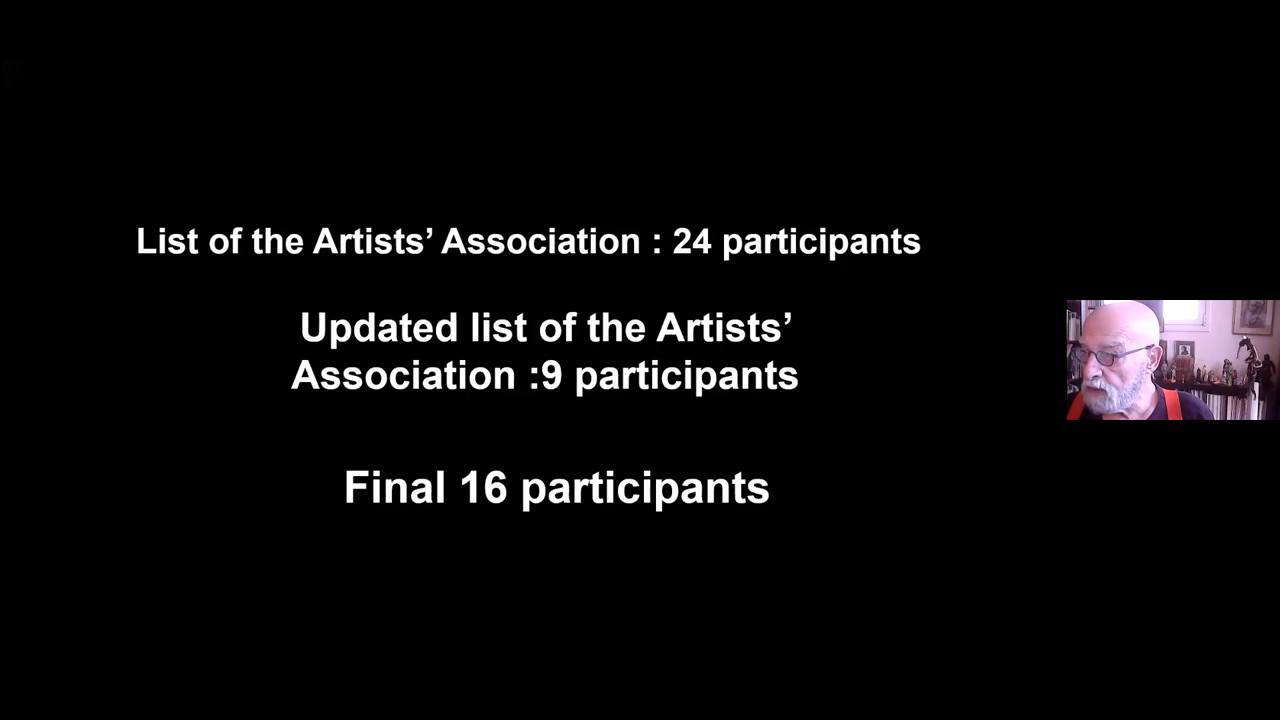 List of the Artists’ Association : 24 participants
Updated list of the Artists’
Association :9 participants
Final 16 participants